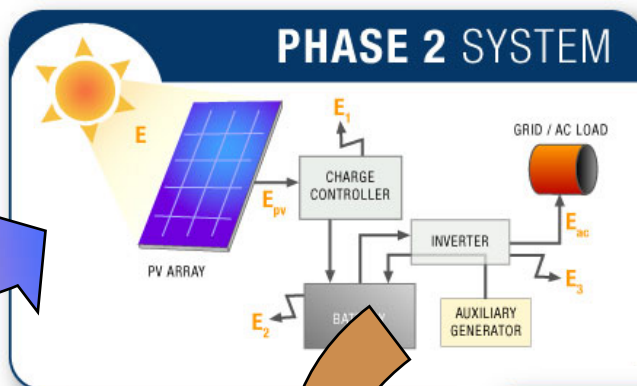 PHASE 2 SYSTEM
E
E1
GRID / AC LOAD
CHARGE
CONTROLLER
Epv
Eac
INVERTER
PV ARRAY
E3
E2
AUXILIARY
GENERATOR